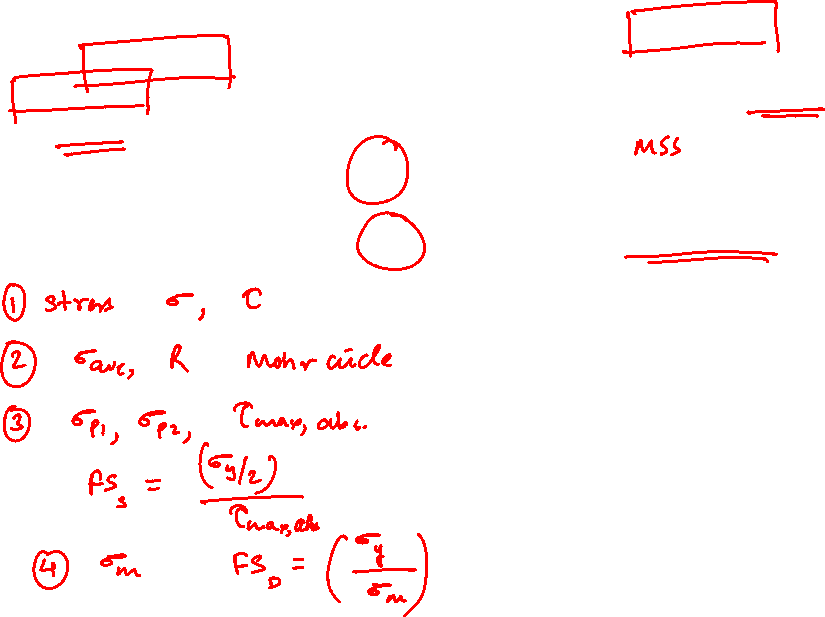 MSS
① stress σ, τ
② σave, R Mohr circle
③ σp1, σp2, τmax,abs.
FSs = (σy/2) / τmax,abs
④ σm FSD = (σy / σm)